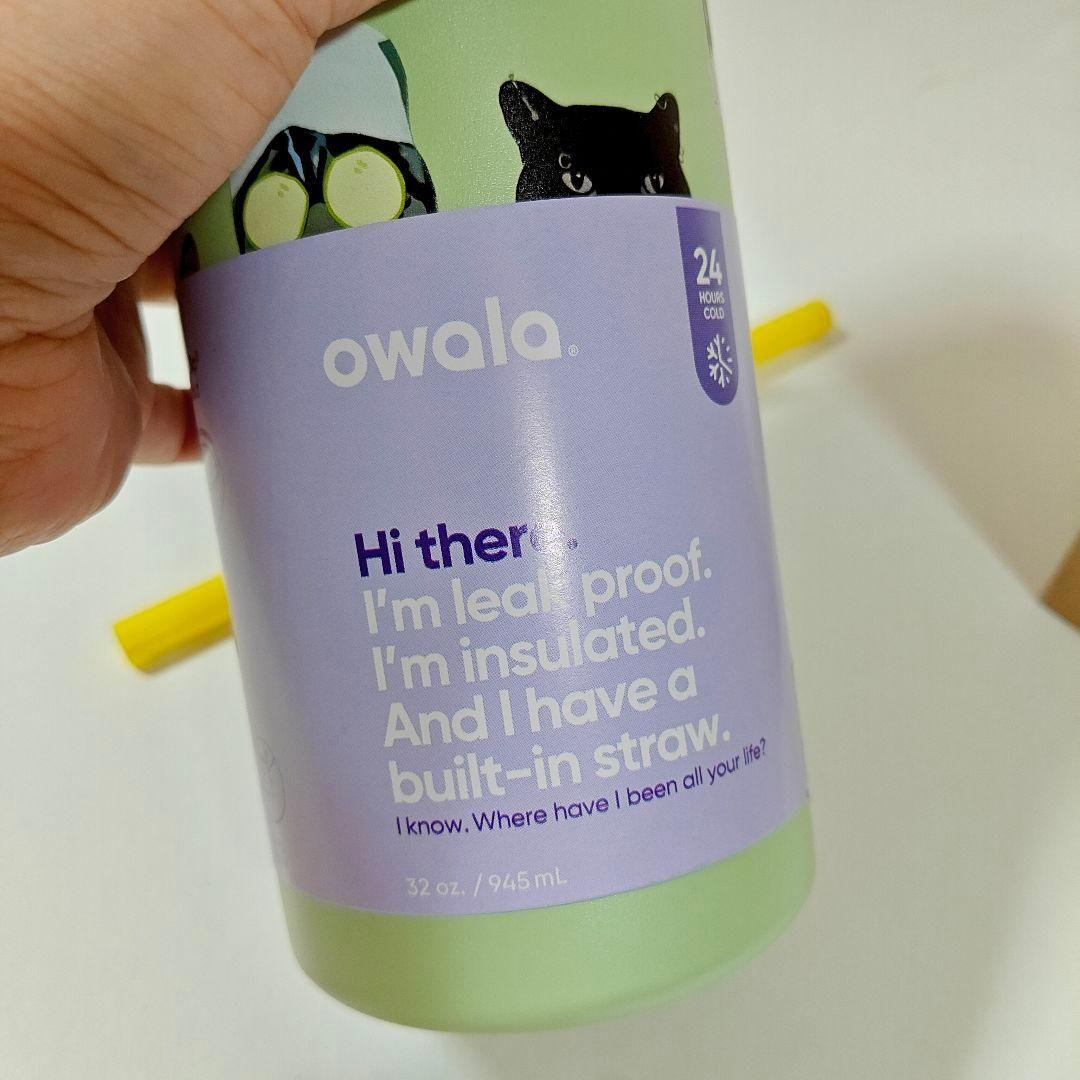 owala®
24
HOURS
COLD
Hi there.
I'm leak proof.
I'm insulated.
And I have a
built-in straw.
I know. Where have I been all your life?
32 oz. / 945 mL